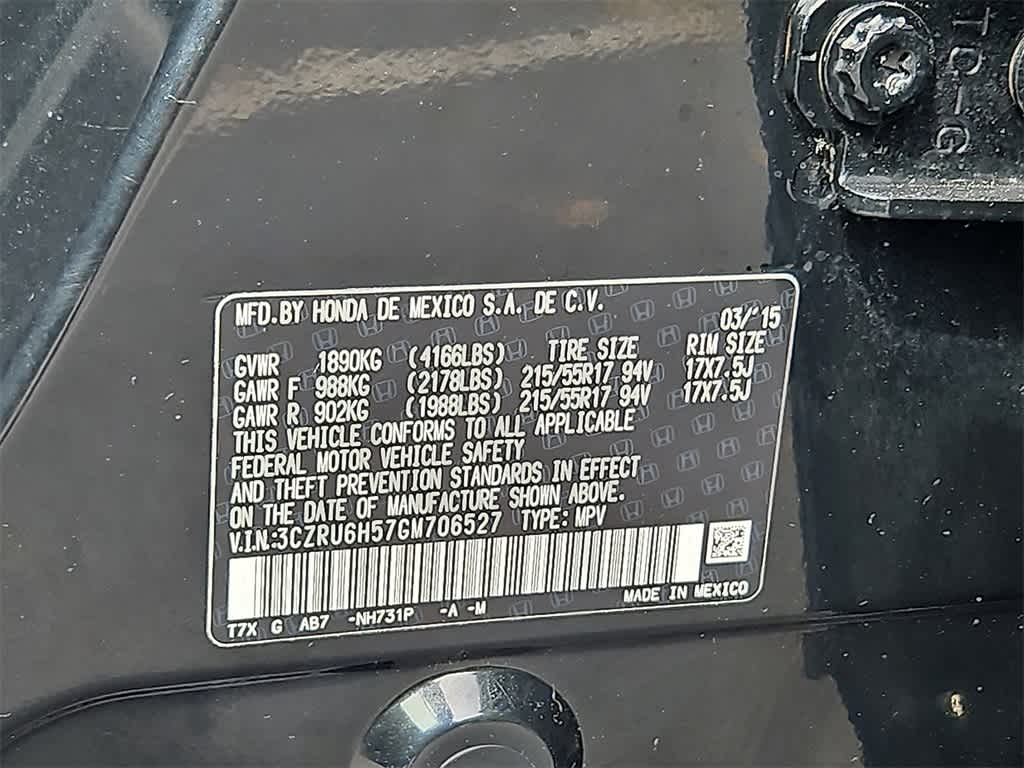 TD-G
MFD.BY HONDA DE MEXICO S.A. DE C.V.
03/'15
GVWR 1890KG (4166LBS) TIRE SIZE RIM SIZE
GAWR F 988KG (2178LBS) 215/55R17 94V 17X7.5J
GAWR R 902KG (1988LBS) 215/55R17 94V 17X7.5J
THIS VEHICLE CONFORMS TO ALL APPLICABLE
FEDERAL MOTOR VEHICLE SAFETY
AND THEFT PREVENTION STANDARDS IN EFFECT
ON THE DATE OF MANUFACTURE SHOWN ABOVE.
V.I.N.:3CZRU6H57GM706527 TYPE: MPV
MADE IN MEXICO
T7X G AB7 -NH731P -A -M